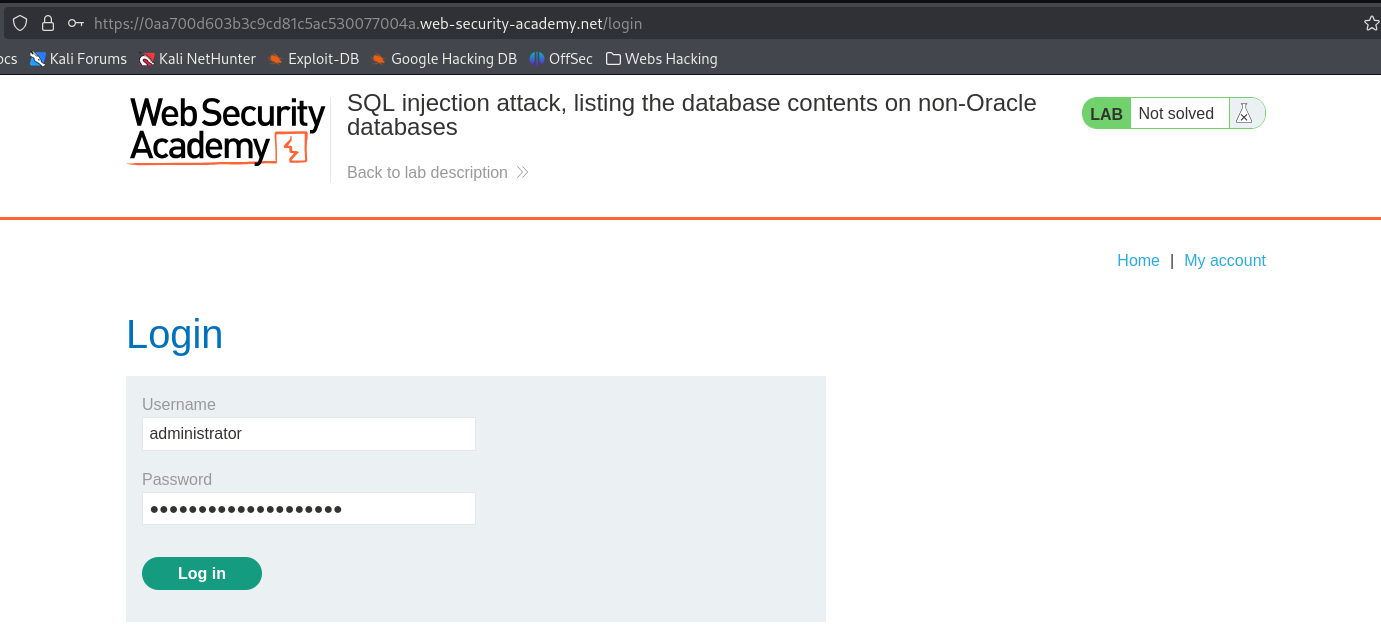 https://0aa700d603b3c9cd81c5ac530077004a.web-security-academy.net/login
ocs Kali Forums Kali NetHunter Exploit-DB Google Hacking DB OffSec Webs Hacking
Web Security
Academy
SQL injection attack, listing the database contents on non-Oracle
databases
LAB Not solved
Back to lab description
Home | My account
Login
Username
administrator
Password
••••••••••••••••••••
Log in